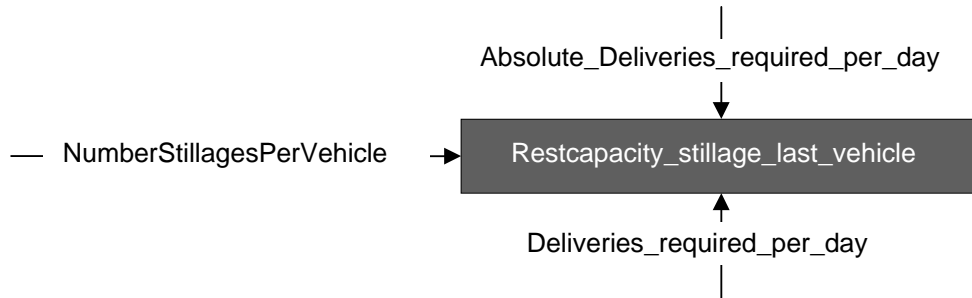 Absolute_Deliveries_required_per_day
NumberStillagesPerVehicle
Restcapacity_stillage_last_vehicle
Deliveries_required_per_day